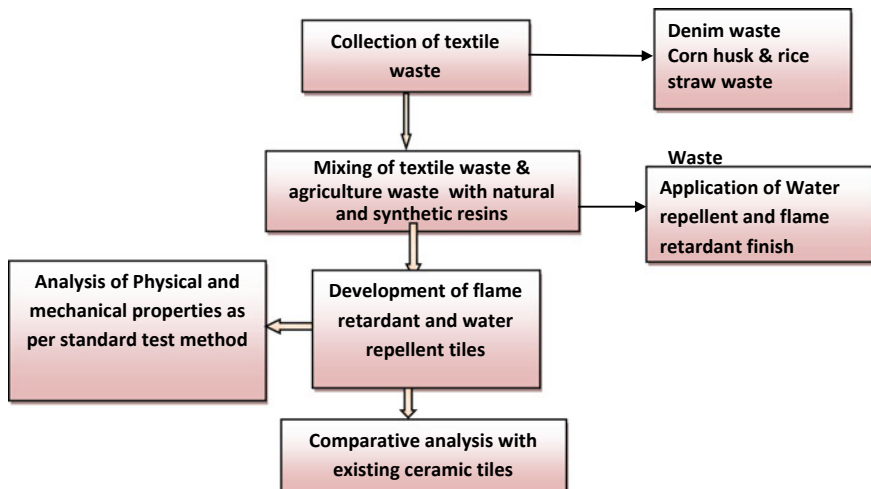 Collection of textile
waste
Denim waste
Corn husk & rice
straw waste
Mixing of textile waste &
agriculture waste with natural
and synthetic resins
Waste
Application of Water
repellent and flame
retardant finish
Analysis of Physical and
mechanical properties as
per standard test method
Development of flame
retardant and water
repellent tiles
Comparative analysis with
existing ceramic tiles